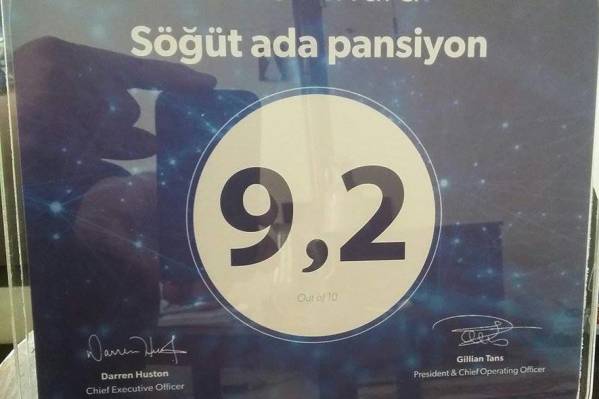 Söğüt ada pansiyon
9,2
Out of 10
Darren Huston
Chief Executive Officer
Gillian Tans
President & Chief Operating Officer